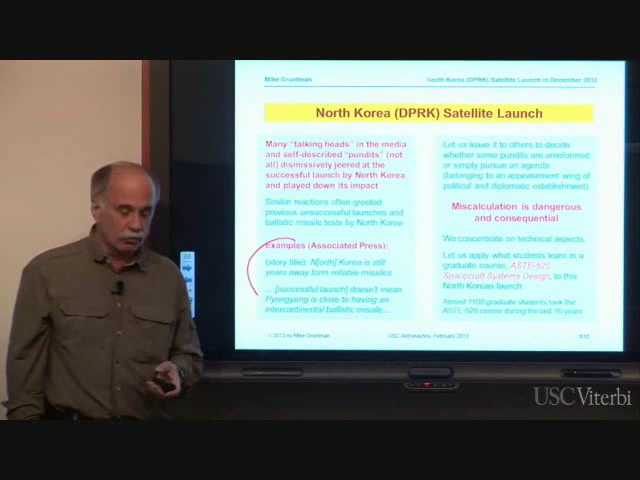 Mike Gruntman
North Korea (DPRK) Satellite Launch in December 2012
North Korea (DPRK) Satellite Launch
Many "talking heads" in the media
and self-described "pundits" (not
all) dismissively jeered at the
successful launch by North Korea
and played down its impact
Similar reactions often greeted
previous unsuccessful launches and
ballistic missile tests by North Korea
Examples (Associated Press):
(story title): N[orth] Korea is still
years away form reliable missiles
... [successful launch] doesn't mean
Pyongyang is close to having an
intercontinental ballistic missile...
Let us leave it to others to decide
whether some pundits are uninformed
or simply pursue an agenda
(belonging to an appeasement wing of
of political and diplomatic establishment)
Miscalculation is dangerous
and consequential
We concentrate on technical aspects.
Let us apply what students learn in a
graduate course, ASTE-520
Spacecraft Systems Design, to this
North Korean launch
Almost 1100 graduate students took the
ASTE 520 course during the last 10 years
© 2013 by Mike Gruntman
USC Astronautics, February 2013
USC Viterbi